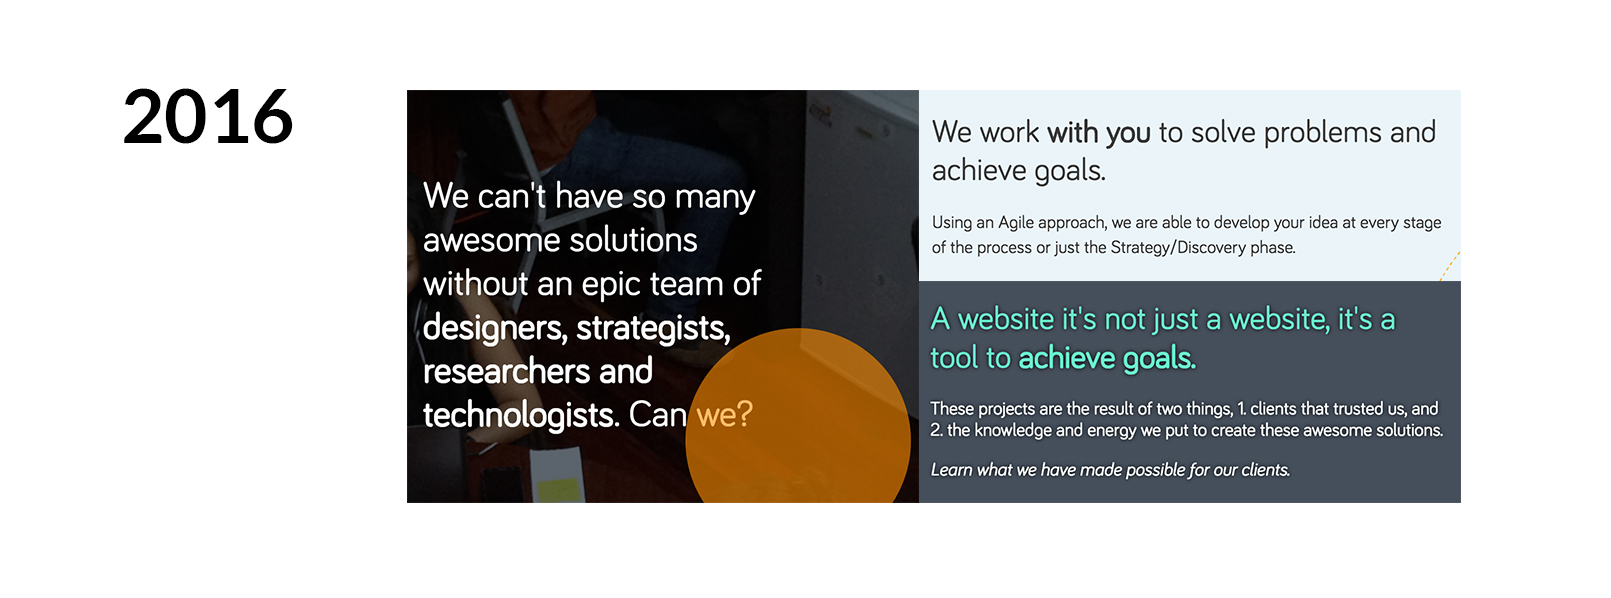 2016
We can't have so many
awesome solutions
without an epic team of
designers, strategists,
researchers and
technologists. Can we?
We work with you to solve problems and
achieve goals.
Using an Agile approach, we are able to develop your idea at every stage
of the process or just the Strategy/Discovery phase.
A website it's not just a website, it's a
tool to achieve goals.
These projects are the result of two things, 1. clients that trusted us, and
2. the knowledge and energy we put to create these awesome solutions.
Learn what we have made possible for our clients.